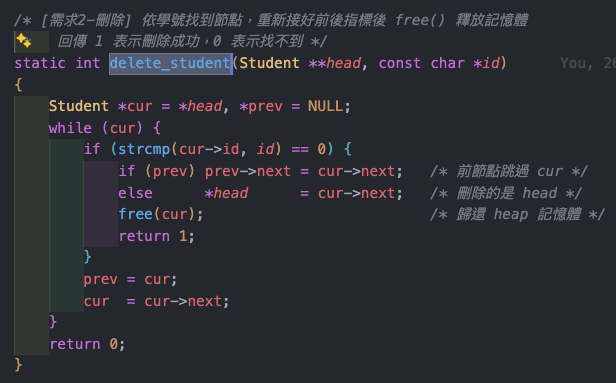 /* [需求2-刪除] 依學號找到節點，重新接好前後指標後 free() 釋放記憶體
回傳 1 表示刪除成功，0 表示找不到 */
static int delete_student(Student **head, const char *id) You, 26
{
    Student *cur = *head, *prev = NULL;
    while (cur) {
        if (strcmp(cur->id, id) == 0) {
            if (prev) prev->next = cur->next;   /* 前節點跳過 cur */
            else      *head      = cur->next;   /* 刪除的是 head */
            free(cur);                          /* 歸還 heap 記憶體 */
            return 1;
        }
        prev = cur;
        cur  = cur->next;
    }
    return 0;
}